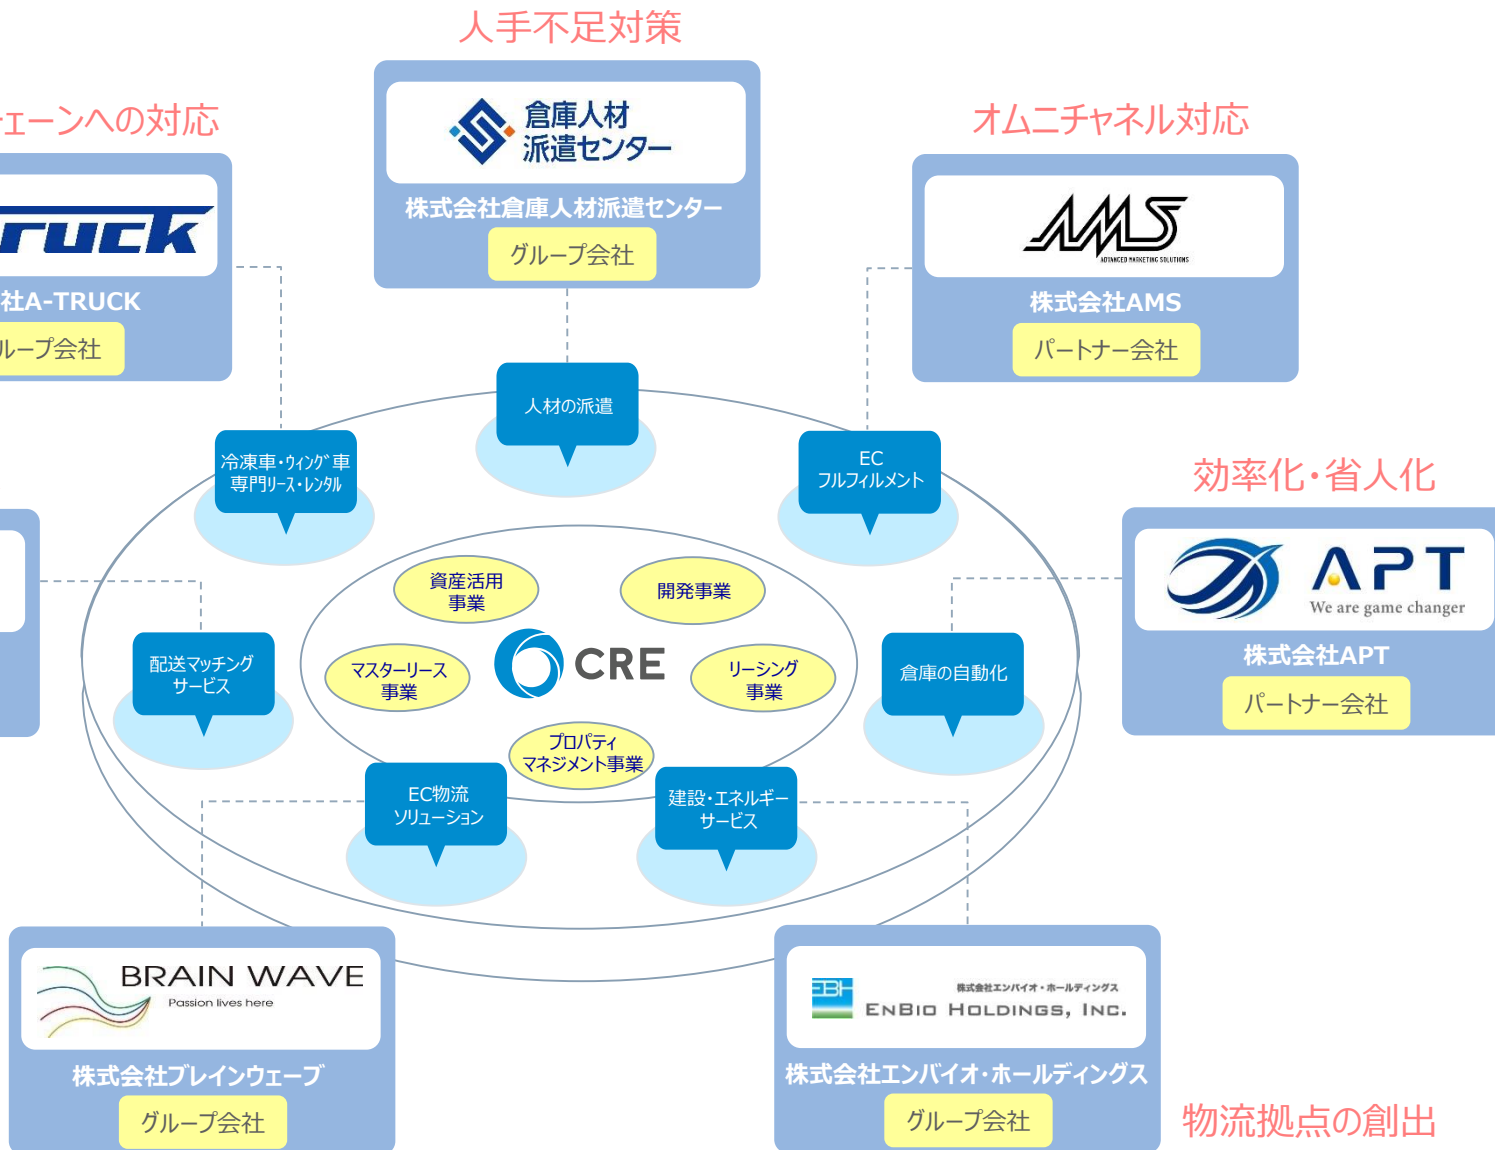 人手不足対策
ェーンへの対応
オムニチャネル対応
倉庫人材
派遣センター
株式会社倉庫人材派遣センター
グループ会社
TRUCK
社A-TRUCK
ループ会社
AMS
ADVANCED MARKETING SOLUTIONS
株式会社AMS
パートナー会社
人材の派遣
冷凍車・ウィング車
専門リース・レンタル
EC
フルフィルメント
効率化・省人化
APT
We are game changer
株式会社APT
パートナー会社
資産活用
事業
開発事業
配送マッチング
サービス
マスターリース
事業
CRE
リーシング
事業
倉庫の自動化
プロパティ
マネジメント事業
EC物流
ソリューション
建設・エネルギー
サービス
BRAIN WAVE
Passion lives here
株式会社ブレインウェーブ
グループ会社
EBH
株式会社エンバイオ・ホールディングス
ENBIO HOLDINGS, INC.
株式会社エンバイオ・ホールディングス
グループ会社
物流拠点の創出